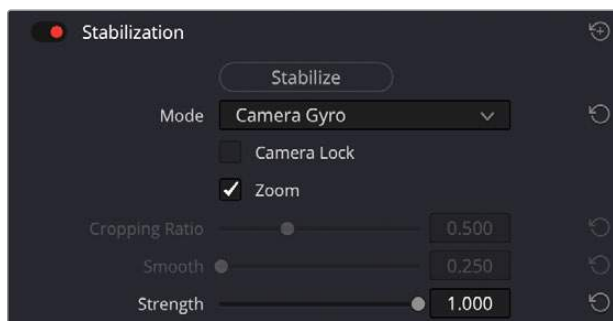 Stabilization
Stabilize
Mode Camera Gyro
Camera Lock
Zoom
Cropping Ratio 0.500
Smooth 0.250
Strength 1.000